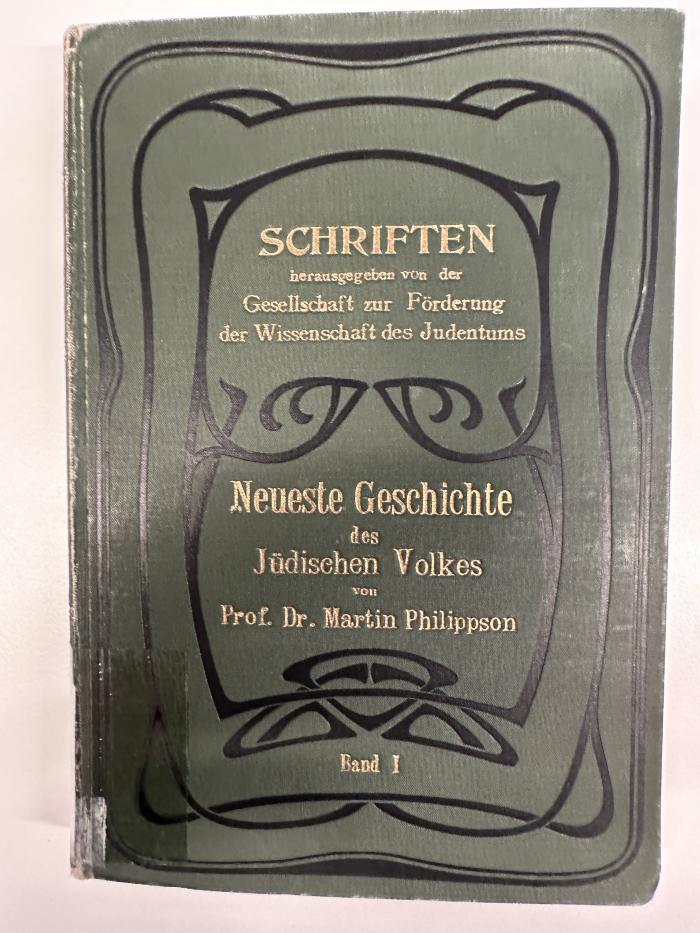 SCHRIFTEN
herausgegeben von der
Gesellschaft zur Förderung
der Wissenschaft des Judentums
Neueste Geschichte
des
Jüdischen Volkes
von
Prof. Dr. Martin Philippson
Band I